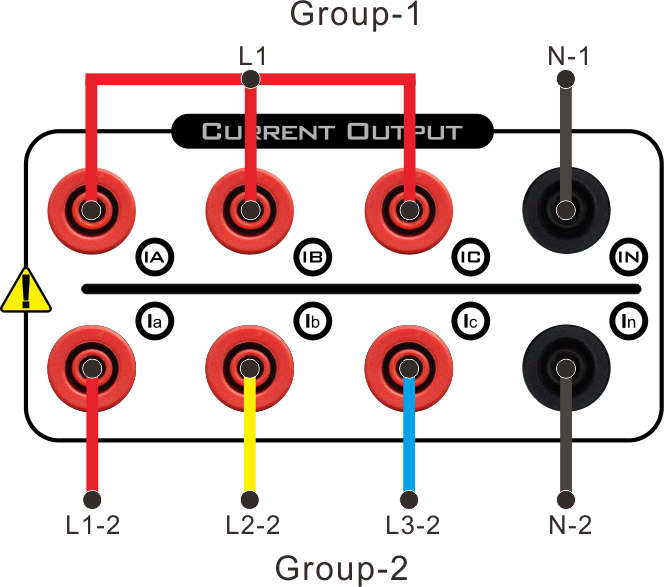 Group-1
L1 N-1
CURRENT OUTPUT
IA IB IC IN
!
Ia Ib Ic In
L1-2 L2-2 L3-2 N-2
Group-2